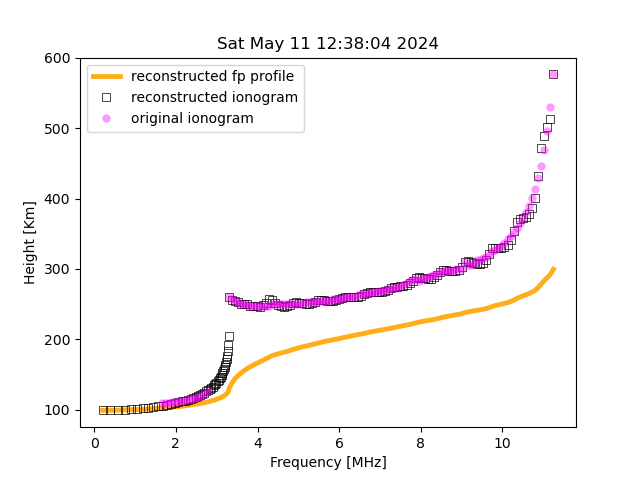 Sat May 11 12:38:04 2024
reconstructed fp profile
reconstructed ionogram
original ionogram
Height [Km]
600
500
400
300
200
100
0 2 4 6 8 10
Frequency [MHz]